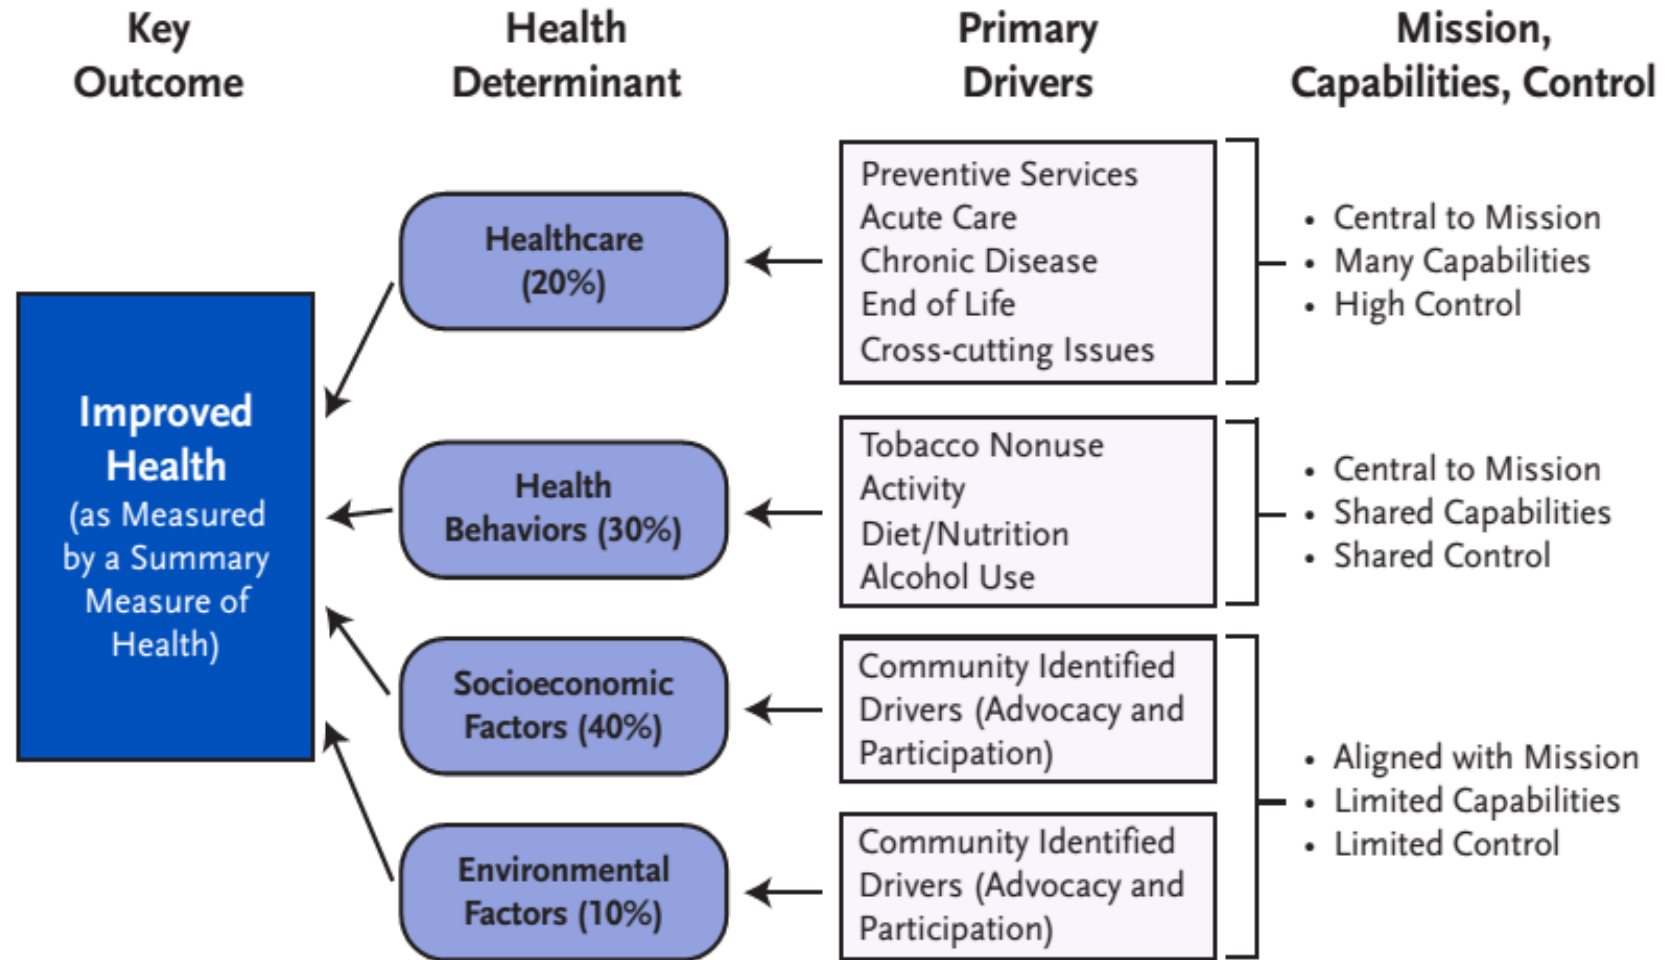 Key
Outcome
Health
Determinant
Primary
Drivers
Mission,
Capabilities, Control
Improved
Health
(as Measured
by a Summary
Measure of
Health)
Healthcare
(20%)
Preventive Services
Acute Care
Chronic Disease
End of Life
Cross-cutting Issues
• Central to Mission
• Many Capabilities
• High Control
Health
Behaviors (30%)
Tobacco Nonuse
Activity
Diet/Nutrition
Alcohol Use
• Central to Mission
• Shared Capabilities
• Shared Control
Socioeconomic
Factors (40%)
Community Identified
Drivers (Advocacy and
Participation)
Environmental
Factors (10%)
Community Identified
Drivers (Advocacy and
Participation)
• Aligned with Mission
• Limited Capabilities
• Limited Control